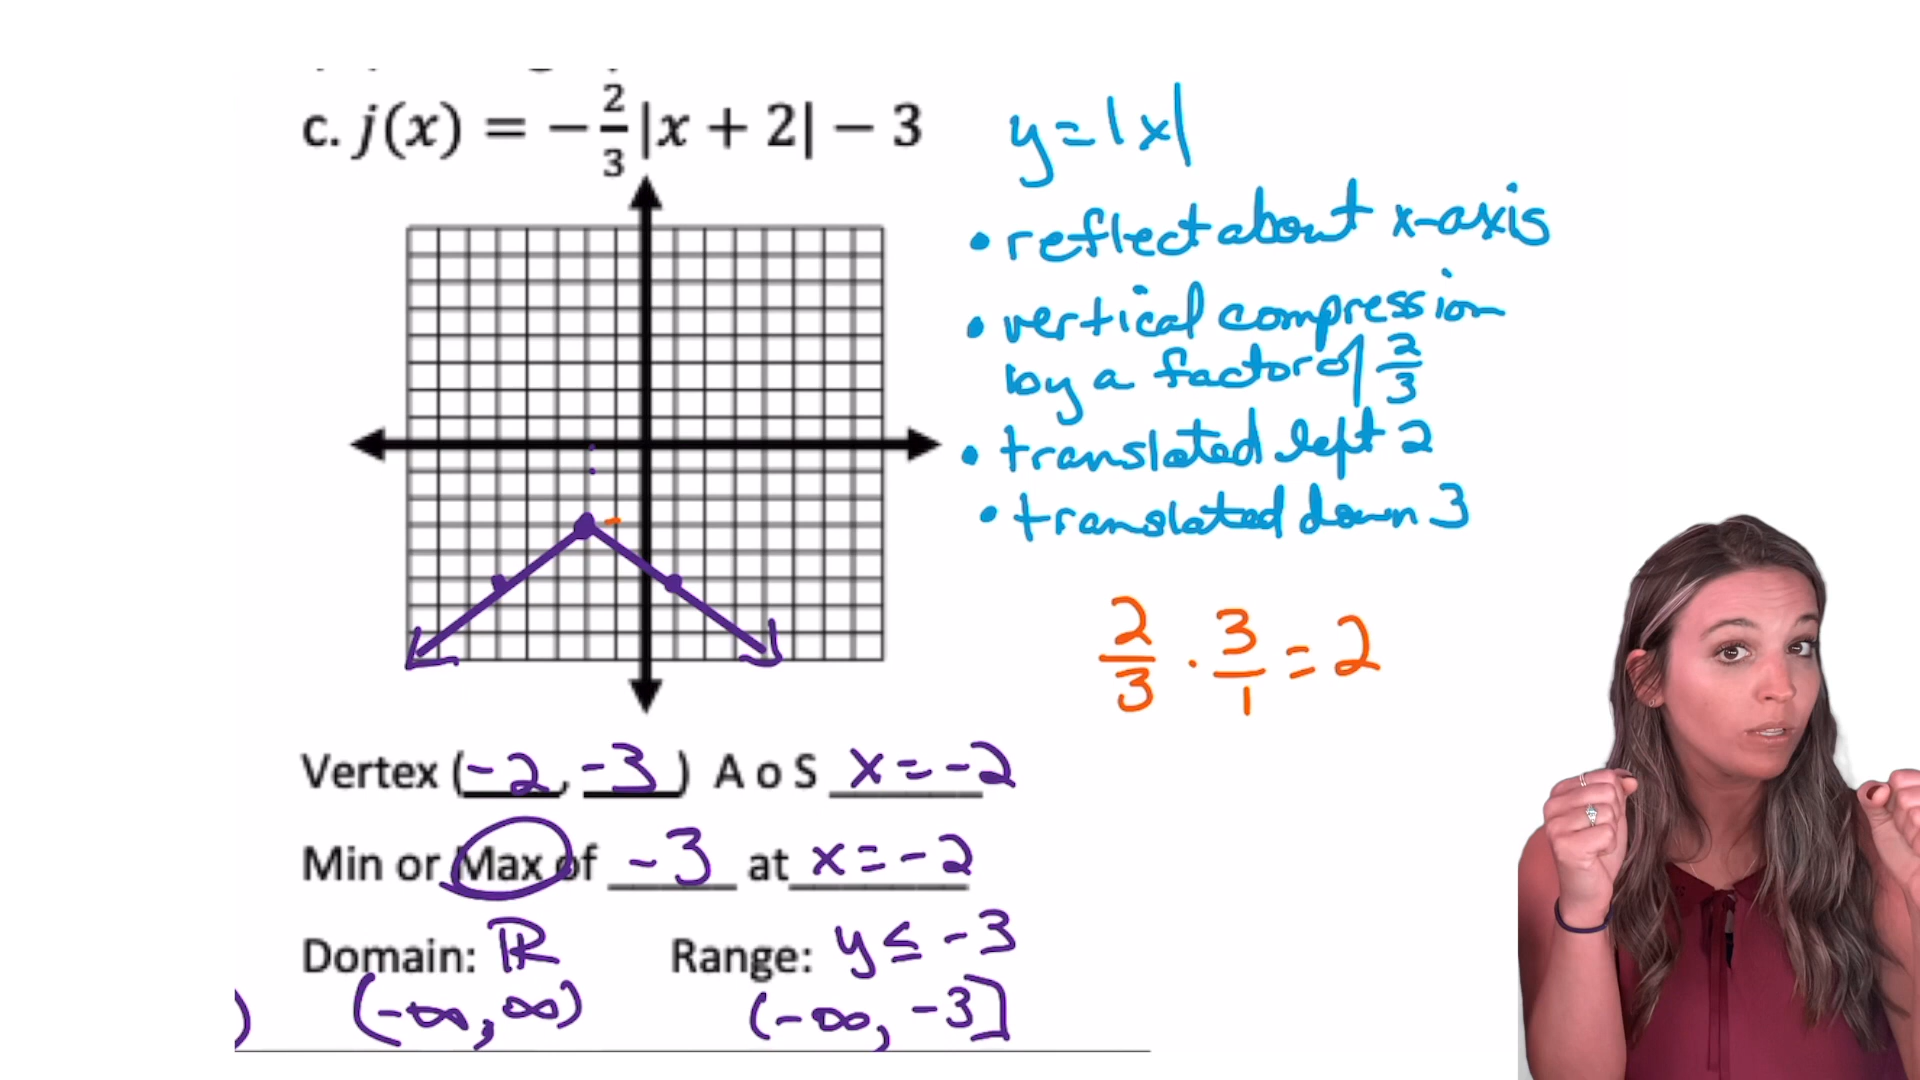 c. j(x) = −2/3|x + 2| − 3
y = |x|
• reflect about x-axis
• vertical compression
by a factor of 2/3
• translated left 2
• translated down 3
2/3 · 3/1 = 2
Vertex (-2, -3) A o S x = -2
Min or Max of -3 at x = -2
Domain: ℝ Range: y ≤ -3
) (-∞, ∞) (-∞, -3]